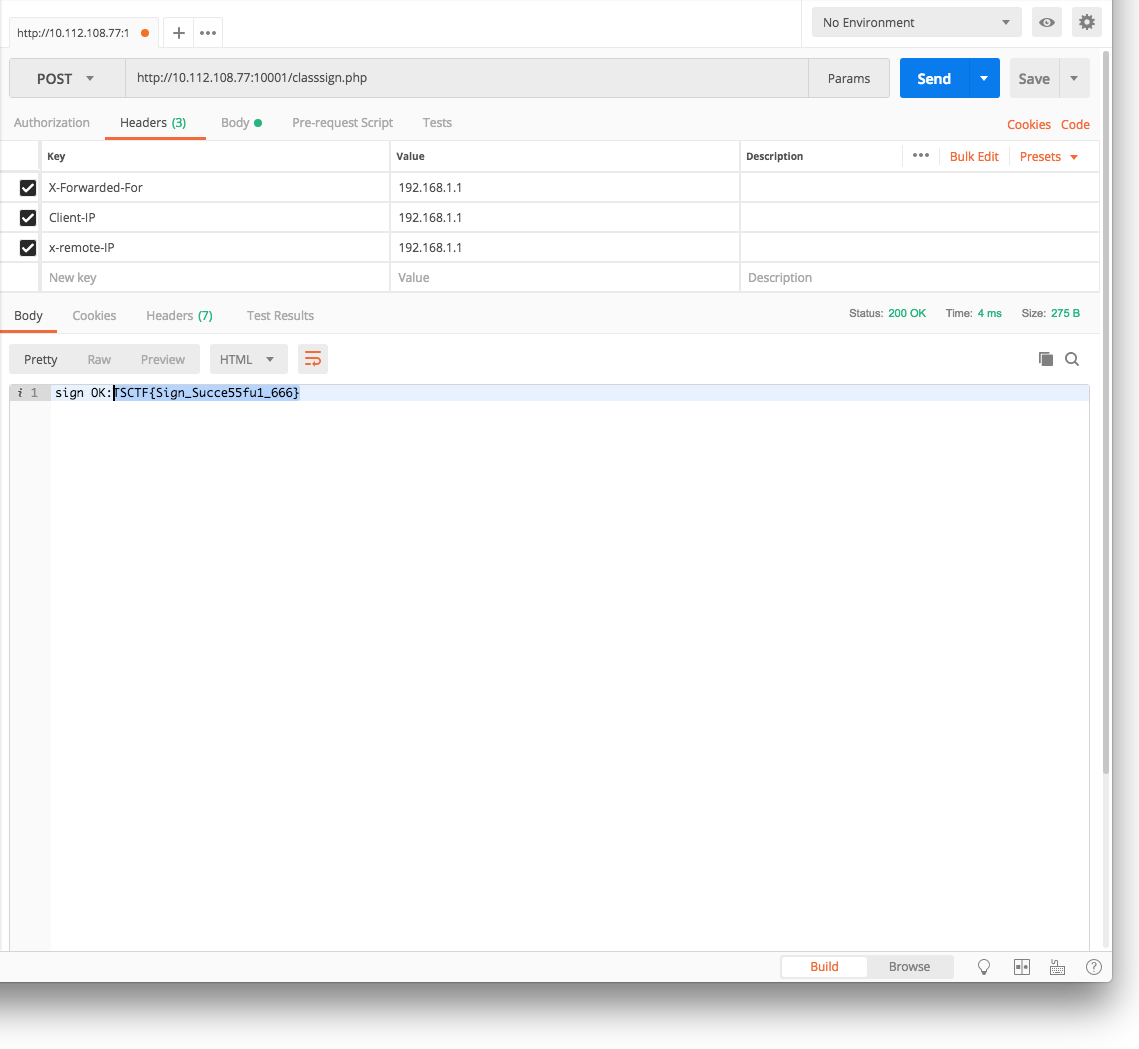 http://10.112.108.77:1
No Environment
POST
http://10.112.108.77:10001/classsign.php
Params
Send
Save
Authorization Headers (3) Body Pre-request Script Tests Cookies Code
Key Value Description Bulk Edit Presets
X-Forwarded-For 192.168.1.1
Client-IP 192.168.1.1
x-remote-IP 192.168.1.1
New key Value Description
Body Cookies Headers (7) Test Results Status: 200 OK Time: 4 ms Size: 275 B
Pretty Raw Preview HTML
i 1 sign OK:TSCTF{Sign_Succe55fu1_666}
Build Browse